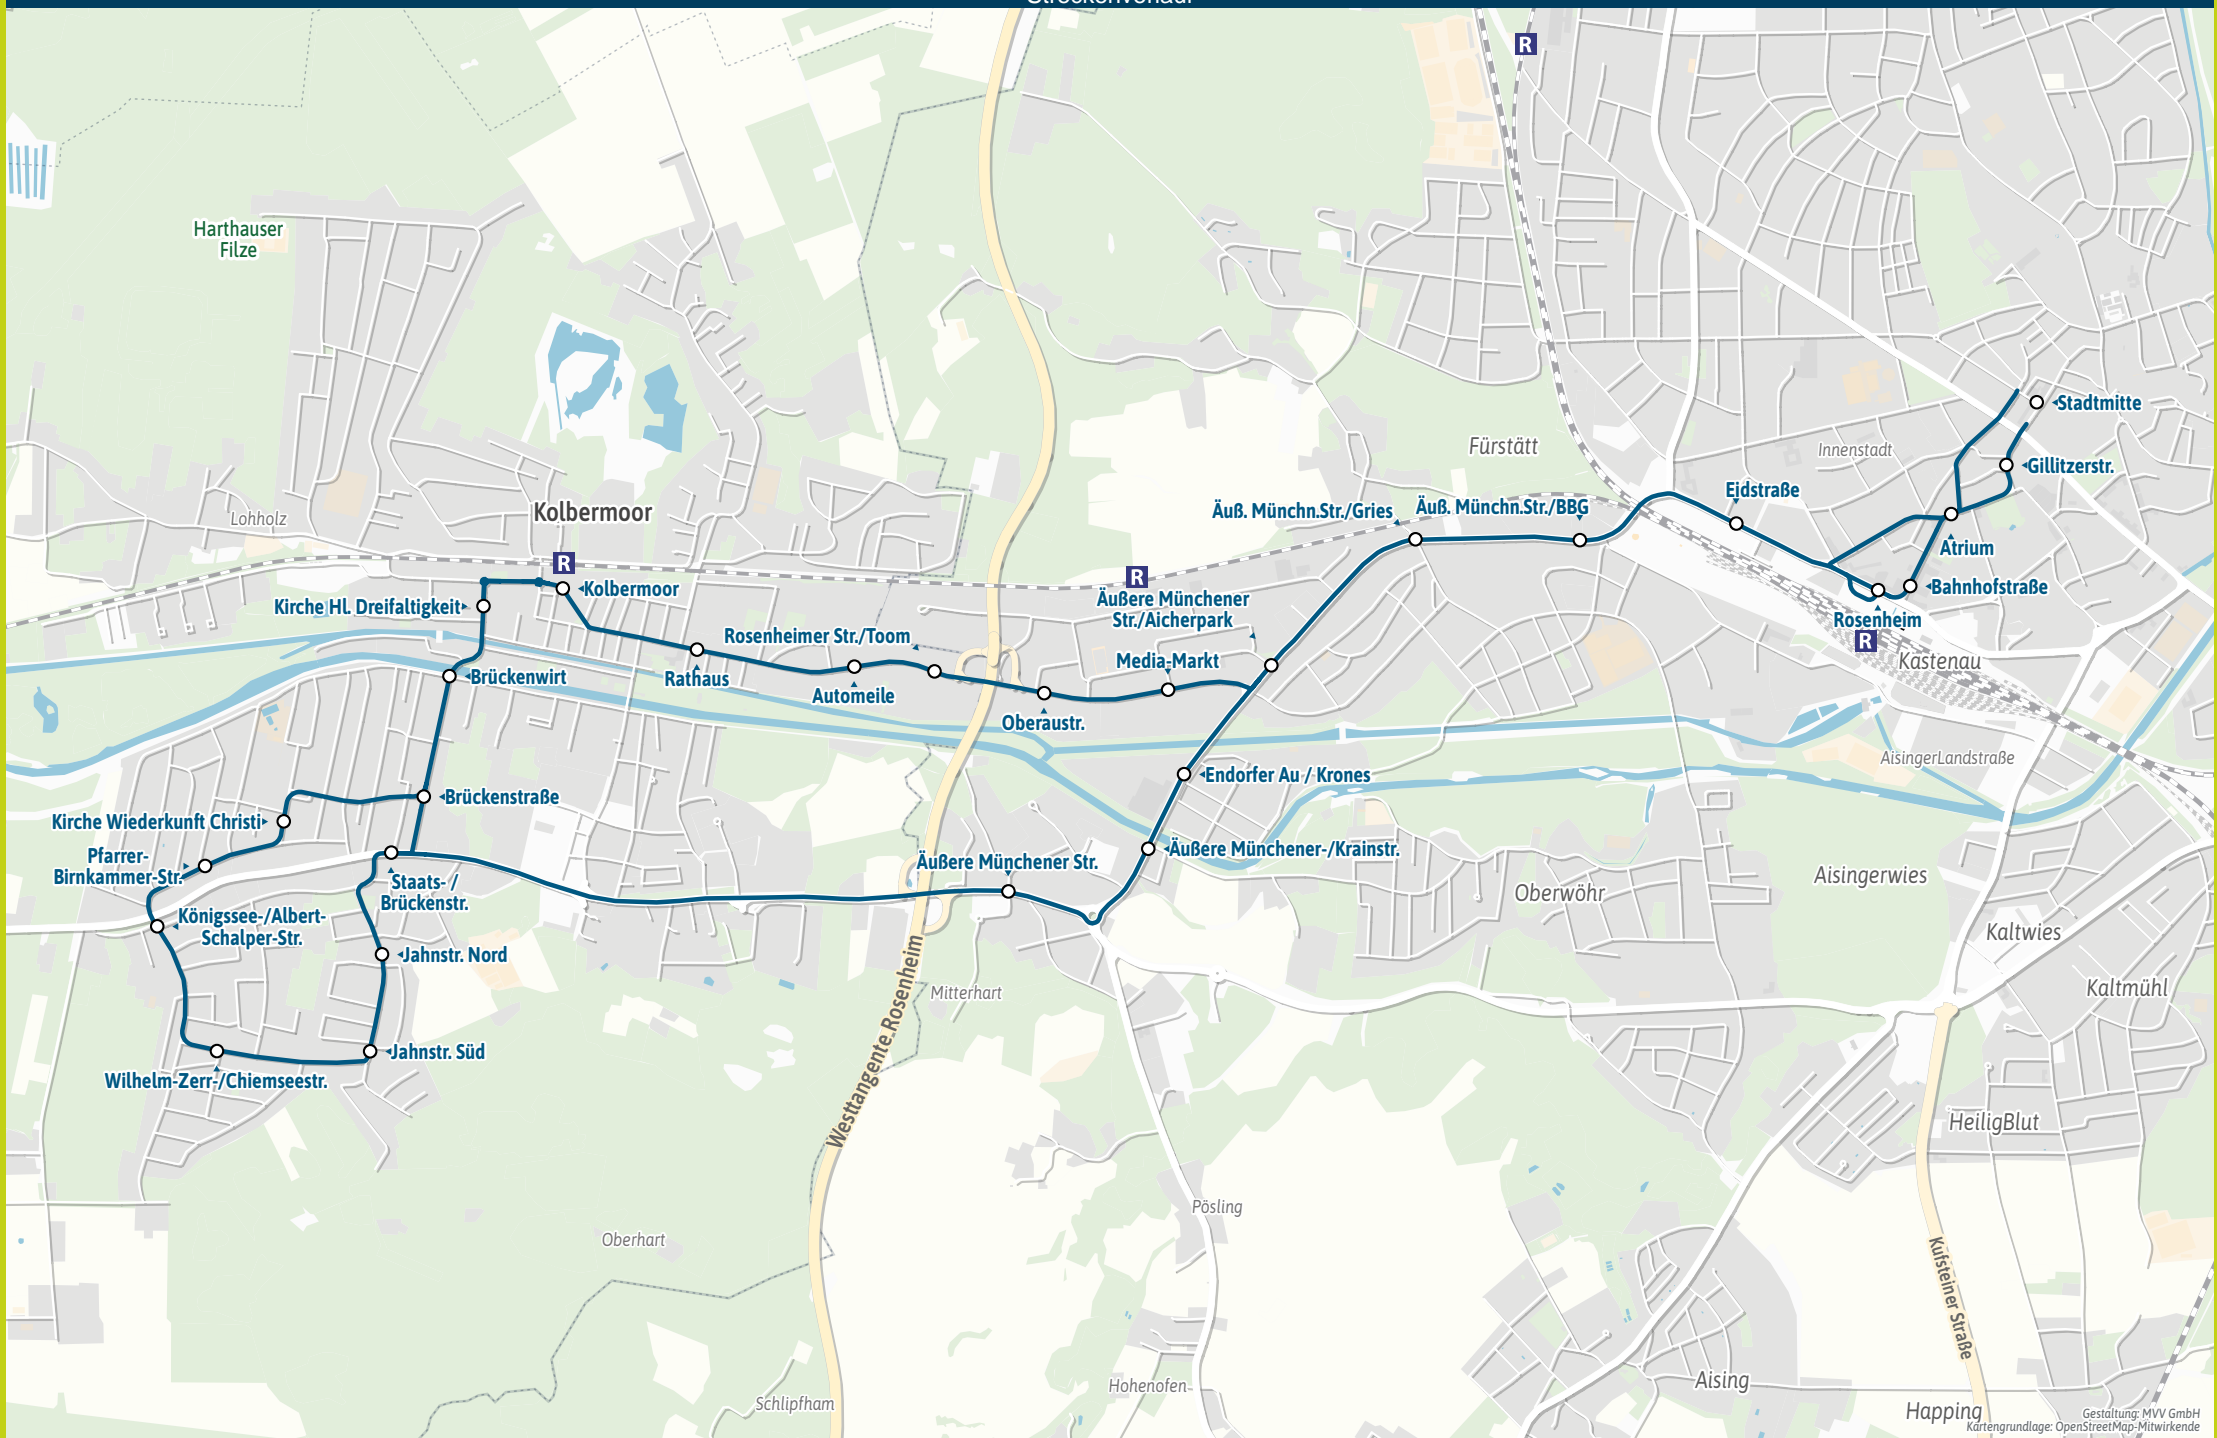 Streckenverlauf
R
Harthauser
Filze
Stadtmitte
Fürstätt
Innenstadt
Gillitzerstr.
Eidstraße
Kolbermoor
Lohholz
Äuß. Münchn.Str./Gries
Äuß. Münchn.Str./BBG
Atrium
R
R
Kolbermoor
Bahnhofstraße
Kirche Hl. Dreifaltigkeit
Äußere Münchener
Str./Aicherpark
Rosenheim
R
Rosenheimer Str./Toom
Media-Markt
Kastenau
Brückenwirt
Rathaus
Automeile
Oberaustr.
AisingerLandstraße
Endorfer Au / Krones
Brückenstraße
Kirche Wiederkunft Christi
Pfarrer-
Birnkammer-Str.
Äußere Münchener Str.
Äußere Münchener-/Krainstr.
Staats- /
Brückenstr.
Oberwöhr
Aisingerwies
Königssee-/Albert-
Schalper-Str.
Kaltwies
Jahnstr. Nord
Mitterhart
Kaltmühl
Westtangente Rosenheim
Jahnstr. Süd
Wilhelm-Zerr-/Chiemseestr.
HeiligBlut
Pösling
Oberhart
Kufsteiner Straße
Aising
Hohenofen
Schlipfham
Happing
Gestaltung: MVV GmbH
Kartengrundlage: OpenStreetMap-Mitwirkende